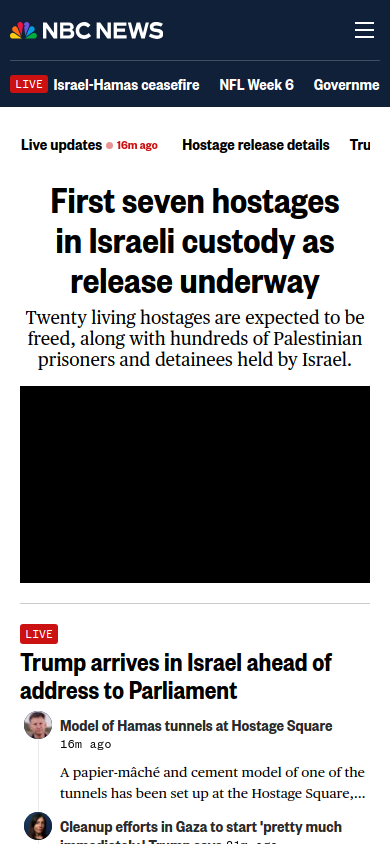 NBC NEWS
LIVE Israel-Hamas ceasefire NFL Week 6 Governme
Live updates 16m ago Hostage release details Tru
First seven hostages
in Israeli custody as
release underway
Twenty living hostages are expected to be
freed, along with hundreds of Palestinian
prisoners and detainees held by Israel.
LIVE
Trump arrives in Israel ahead of
address to Parliament
Model of Hamas tunnels at Hostage Square
16m ago
A papier-mâché and cement model of one of the
tunnels has been set up at the Hostage Square,...
Cleanup efforts in Gaza to start 'pretty much
immediately,' Trump says